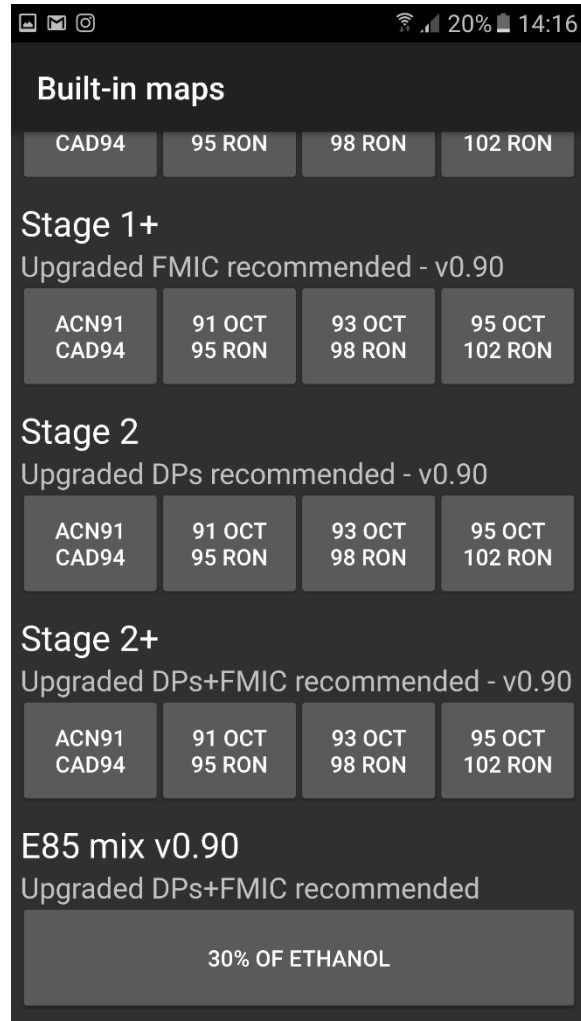 20% 14:16
Built-in maps
CAD94 95 RON 98 RON 102 RON
Stage 1+
Upgraded FMIC recommended - v0.90
ACN91 91 OCT 93 OCT 95 OCT
CAD94 95 RON 98 RON 102 RON
Stage 2
Upgraded DPs recommended - v0.90
ACN91 91 OCT 93 OCT 95 OCT
CAD94 95 RON 98 RON 102 RON
Stage 2+
Upgraded DPs+FMIC recommended - v0.90
ACN91 91 OCT 93 OCT 95 OCT
CAD94 95 RON 98 RON 102 RON
E85 mix v0.90
Upgraded DPs+FMIC recommended
30% OF ETHANOL